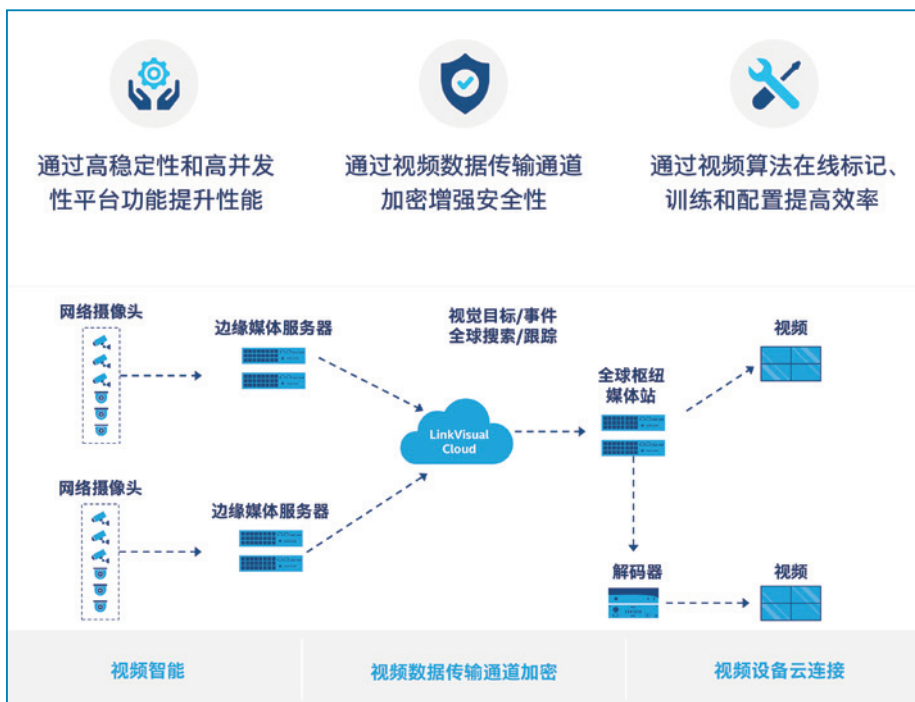 通过高稳定性和高并发
性平台功能提升性能
通过视频数据传输通道
加密增强安全性
通过视频算法在线标记、
训练和配置提高效率
网络摄像头
边缘媒体服务器
视觉目标/事件
全球搜索/跟踪
视频
全球枢纽
媒体站
LinkVisual
Cloud
网络摄像头
边缘媒体服务器
解码器
视频
视频智能
视频数据传输通道加密
视频设备云连接